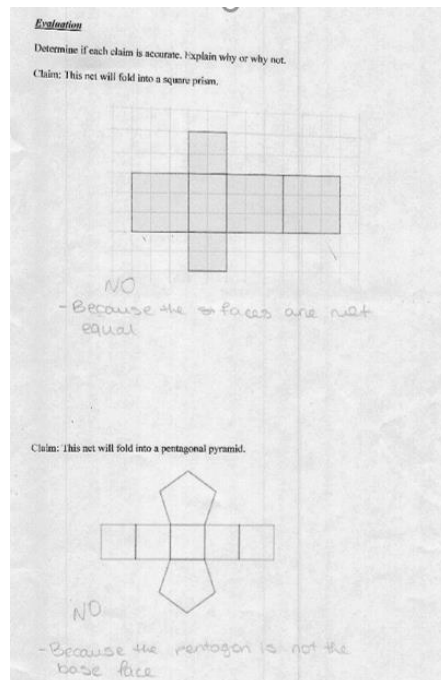 Evaluation
Determine if each claim is accurate. Explain why or why not.
Claim: This net will fold into a square prism.
NO
- Because the faces are not
equal
Claim: This net will fold into a pentagonal pyramid.
NO
- Because the pentagon is not the
base face